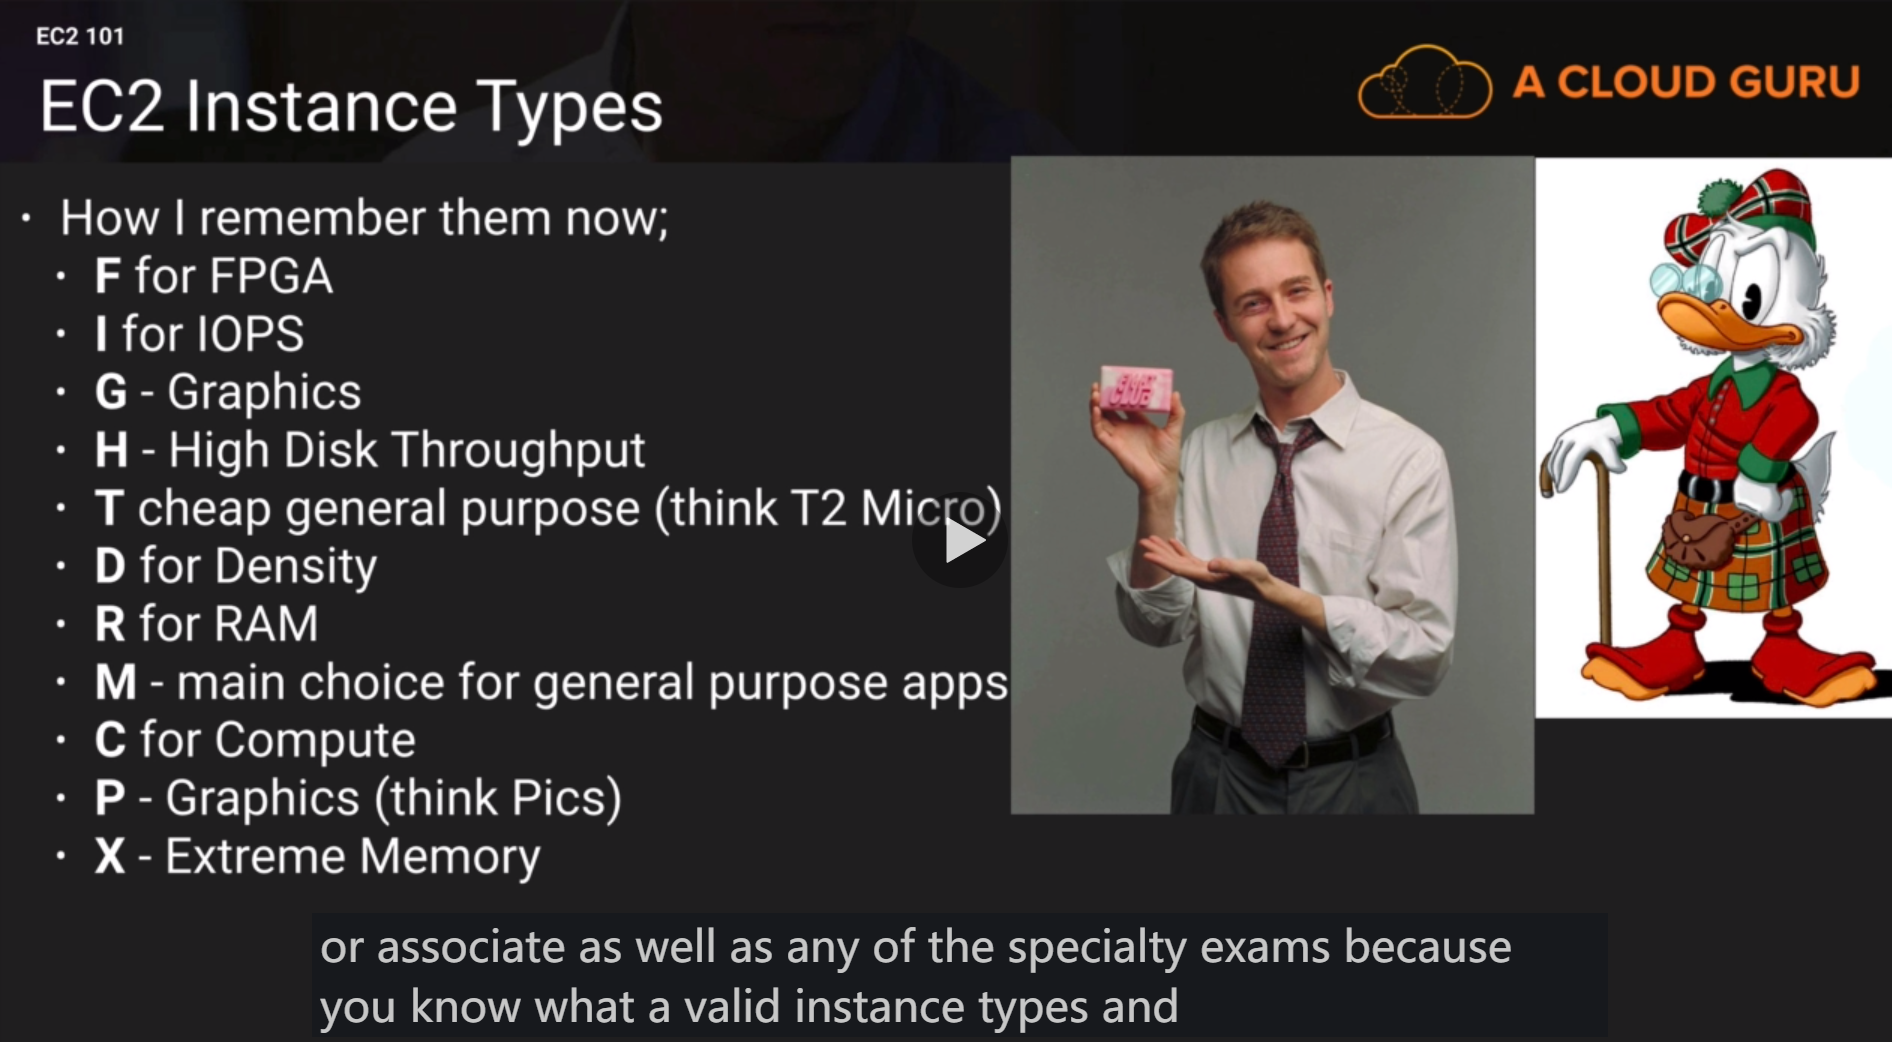 EC2 101
EC2 Instance Types
A CLOUD GURU
· How I remember them now;
· F for FPGA
· I for IOPS
· G - Graphics
· H - High Disk Throughput
· T cheap general purpose (think T2 Micro)
· D for Density
· R for RAM
· M - main choice for general purpose apps
· C for Compute
· P - Graphics (think Pics)
· X - Extreme Memory
FIGHT
CLUB
or associate as well as any of the specialty exams because
you know what a valid instance types and